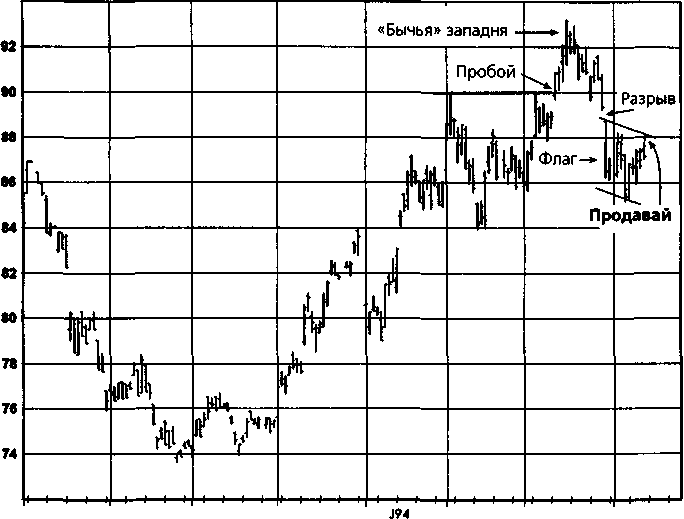 «Бычья» западня
92
Пробой
90
Разрыв
88
Флаг
86
Продавай
84
82
80
78
76
74
J94